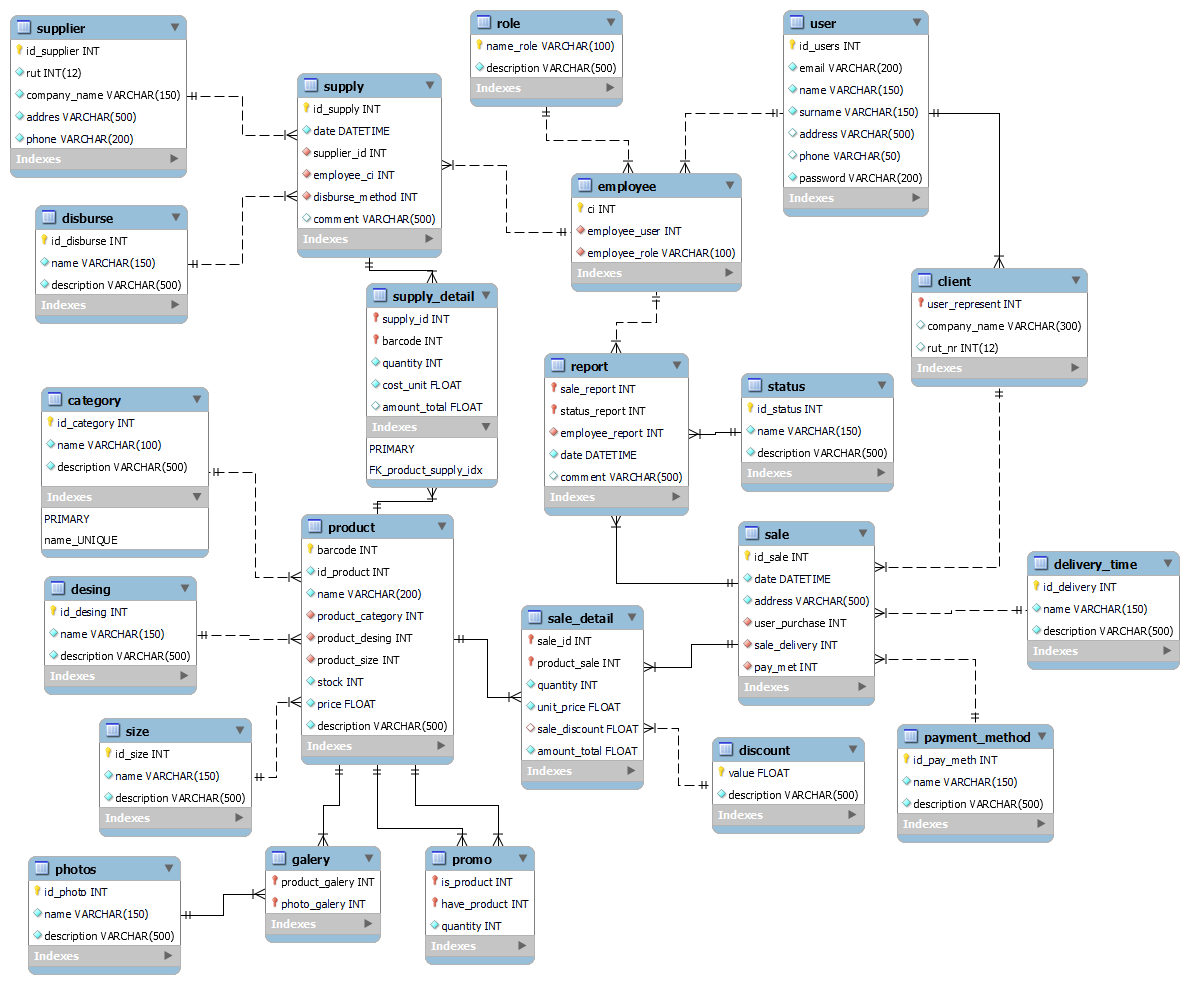 supplier
id_supplier INT
rut INT(12)
company_name VARCHAR(150)
addres VARCHAR(500)
phone VARCHAR(200)
Indexes
supply
id_supply INT
date DATETIME
supplier_id INT
employee_ci INT
disburse_method INT
comment VARCHAR(500)
Indexes
role
name_role VARCHAR(100)
description VARCHAR(500)
Indexes
user
id_users INT
email VARCHAR(200)
name VARCHAR(150)
surname VARCHAR(150)
address VARCHAR(500)
phone VARCHAR(50)
password VARCHAR(200)
Indexes
disburse
id_disburse INT
name VARCHAR(150)
description VARCHAR(500)
Indexes
employee
ci INT
employee_user INT
employee_role VARCHAR(100)
Indexes
client
user_represent INT
company_name VARCHAR(300)
rut_nr INT(12)
Indexes
supply_detail
supply_id INT
barcode INT
quantity INT
cost_unit FLOAT
amount_total FLOAT
Indexes
PRIMARY
FK_product_supply_idx
report
sale_report INT
status_report INT
employee_report INT
date DATETIME
comment VARCHAR(500)
Indexes
status
id_status INT
name VARCHAR(150)
description VARCHAR(500)
Indexes
category
id_category INT
name VARCHAR(100)
description VARCHAR(500)
Indexes
PRIMARY
name_UNIQUE
product
barcode INT
id_product INT
name VARCHAR(200)
product_category INT
product_desing INT
product_size INT
stock INT
price FLOAT
description VARCHAR(500)
Indexes
sale
id_sale INT
date DATETIME
address VARCHAR(500)
user_purchase INT
sale_delivery INT
pay_met INT
Indexes
delivery_time
id_delivery INT
name VARCHAR(150)
description VARCHAR(500)
Indexes
desing
id_desing INT
name VARCHAR(150)
description VARCHAR(500)
Indexes
sale_detail
sale_id INT
product_sale INT
quantity INT
unit_price FLOAT
sale_discount FLOAT
amount_total FLOAT
Indexes
size
id_size INT
name VARCHAR(150)
description VARCHAR(500)
Indexes
discount
value FLOAT
description VARCHAR(500)
Indexes
payment_method
id_pay_meth INT
name VARCHAR(150)
description VARCHAR(500)
Indexes
photos
id_photo INT
name VARCHAR(150)
description VARCHAR(500)
Indexes
galery
product_galery INT
photo_galery INT
Indexes
promo
is_product INT
have_product INT
quantity INT
Indexes